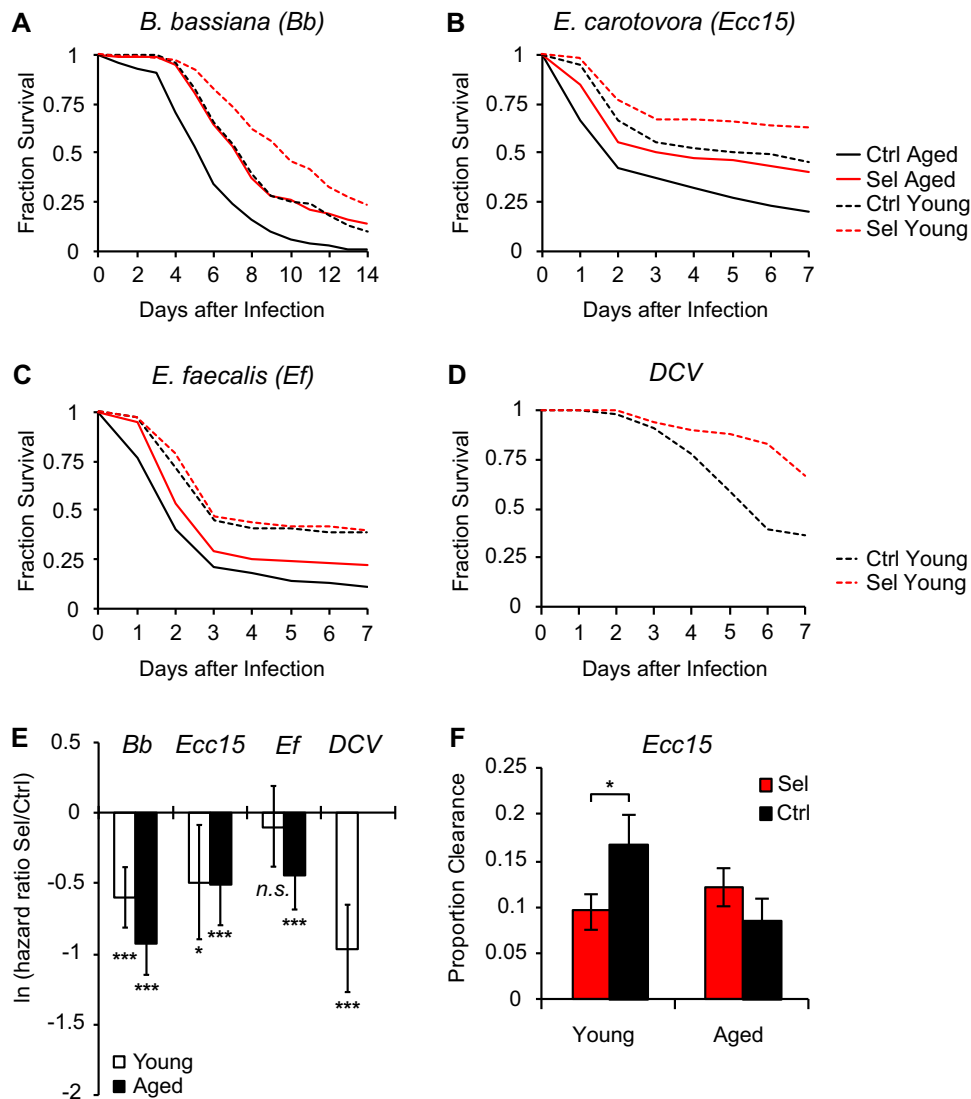 A
B. bassiana (Bb)
Fraction Survival
1
0.75
0.5
0.25
0
0 2 4 6 8 10 12 14
Days after Infection
B
E. carotovora (Ecc15)
Fraction Survival
1
0.75
0.5
0.25
0
0 1 2 3 4 5 6 7
Days after Infection
Ctrl Aged
Sel Aged
Ctrl Young
Sel Young
C
E. faecalis (Ef)
Fraction Survival
1
0.75
0.5
0.25
0
0 1 2 3 4 5 6 7
Days after Infection
D
DCV
Fraction Survival
1
0.75
0.5
0.25
0
0 1 2 3 4 5 6 7
Days after Infection
Ctrl Young
Sel Young
E
Bb Ecc15 Ef DCV
ln (hazard ratio Sel/Ctrl)
0.5
0
-0.5
-1
-1.5
-2
n.s.
*** *** * *** *** ***
Young
Aged
F
Ecc15
Proportion Clearance
0.25
0.2
0.15
0.1
0.05
0
*
Sel
Ctrl
Young Aged